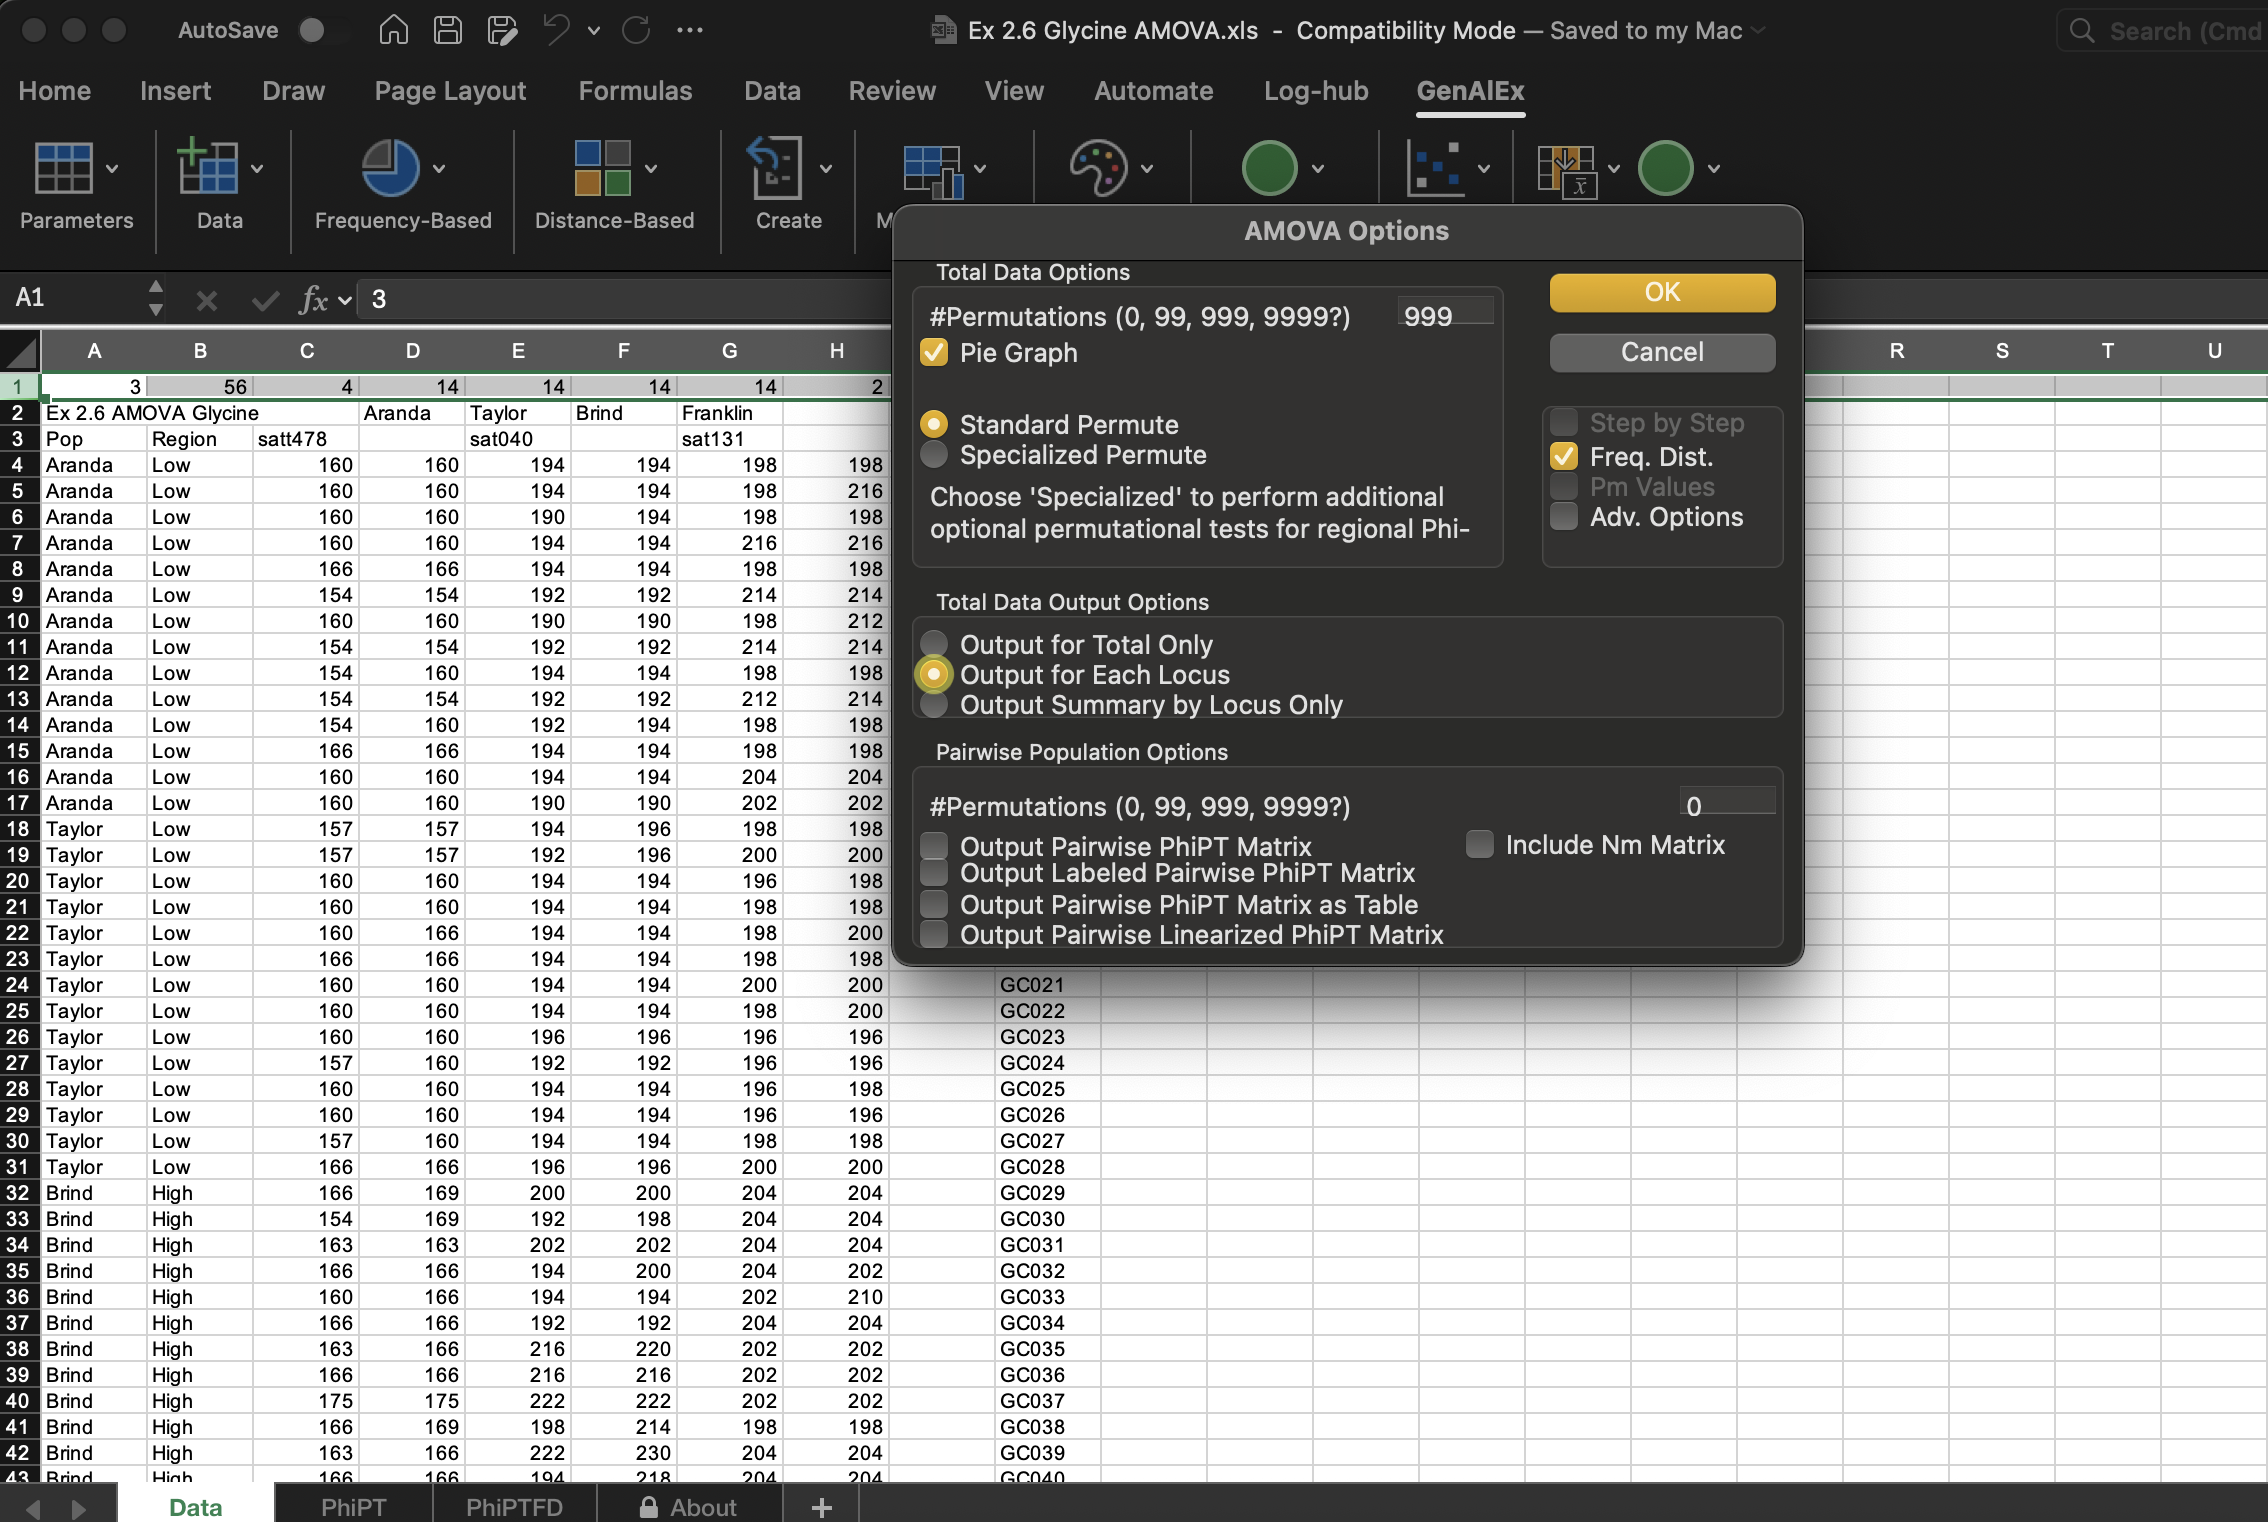 AutoSave
Ex 2.6 Glycine AMOVA.xls - Compatibility Mode — Saved to my Mac
Search (Cmd
Home Insert Draw Page Layout Formulas Data Review View Automate Log-hub GenAlEx
Parameters Data Frequency-Based Distance-Based Create M
A1 fx 3
AMOVA Options
Total Data Options
#Permutations (0, 99, 999, 9999?) 999
Pie Graph
Standard Permute
Specialized Permute
Choose 'Specialized' to perform additional
optional permutational tests for regional Phi-
OK
Cancel
Step by Step
Freq. Dist.
Pm Values
Adv. Options
Total Data Output Options
Output for Total Only
Output for Each Locus
Output Summary by Locus Only
Pairwise Population Options
#Permutations (0, 99, 999, 9999?) 0
Output Pairwise PhiPT Matrix Include Nm Matrix
Output Labeled Pairwise PhiPT Matrix
Output Pairwise PhiPT Matrix as Table
Output Pairwise Linearized PhiPT Matrix
A B C D E F G H R S T U
1 3 56 4 14 14 14 14 2
2 Ex 2.6 AMOVA Glycine Aranda Taylor Brind Franklin
3 Pop Region satt478 sat040 sat131
4 Aranda Low 160 160 194 194 198 198
5 Aranda Low 160 160 194 194 198 216
6 Aranda Low 160 160 190 194 198 198
7 Aranda Low 160 160 194 194 216 216
8 Aranda Low 166 166 194 194 198 198
9 Aranda Low 154 154 192 192 214 214
10 Aranda Low 160 160 190 190 198 212
11 Aranda Low 154 154 192 192 214 214
12 Aranda Low 154 160 194 194 198 198
13 Aranda Low 154 154 192 192 212 214
14 Aranda Low 154 160 192 194 198 198
15 Aranda Low 166 166 194 194 198 198
16 Aranda Low 160 160 194 194 204 204
17 Aranda Low 160 160 190 190 202 202
18 Taylor Low 157 157 194 196 198 198
19 Taylor Low 157 157 192 196 200 200
20 Taylor Low 160 160 194 194 196 198
21 Taylor Low 160 160 194 194 198 198
22 Taylor Low 160 166 194 194 198 200
23 Taylor Low 166 166 194 194 198 198
24 Taylor Low 160 160 194 194 200 200 GC021
25 Taylor Low 160 160 194 194 198 200 GC022
26 Taylor Low 160 160 196 196 196 196 GC023
27 Taylor Low 157 160 192 192 196 196 GC024
28 Taylor Low 160 160 194 194 196 198 GC025
29 Taylor Low 160 160 194 194 196 196 GC026
30 Taylor Low 157 160 194 194 198 198 GC027
31 Taylor Low 166 166 196 196 200 200 GC028
32 Brind High 166 169 200 200 204 204 GC029
33 Brind High 154 169 192 198 204 204 GC030
34 Brind High 163 163 202 202 204 204 GC031
35 Brind High 166 166 194 200 204 202 GC032
36 Brind High 160 166 194 194 202 210 GC033
37 Brind High 166 166 192 192 204 204 GC034
38 Brind High 163 166 216 220 202 202 GC035
39 Brind High 166 166 216 216 202 202 GC036
40 Brind High 175 175 222 222 202 202 GC037
41 Brind High 166 169 198 214 198 198 GC038
42 Brind High 163 166 222 230 204 204 GC039
43 Brind High 166 166 194 218 204 204 GC040
Data PhiPT PhiPTFD About +